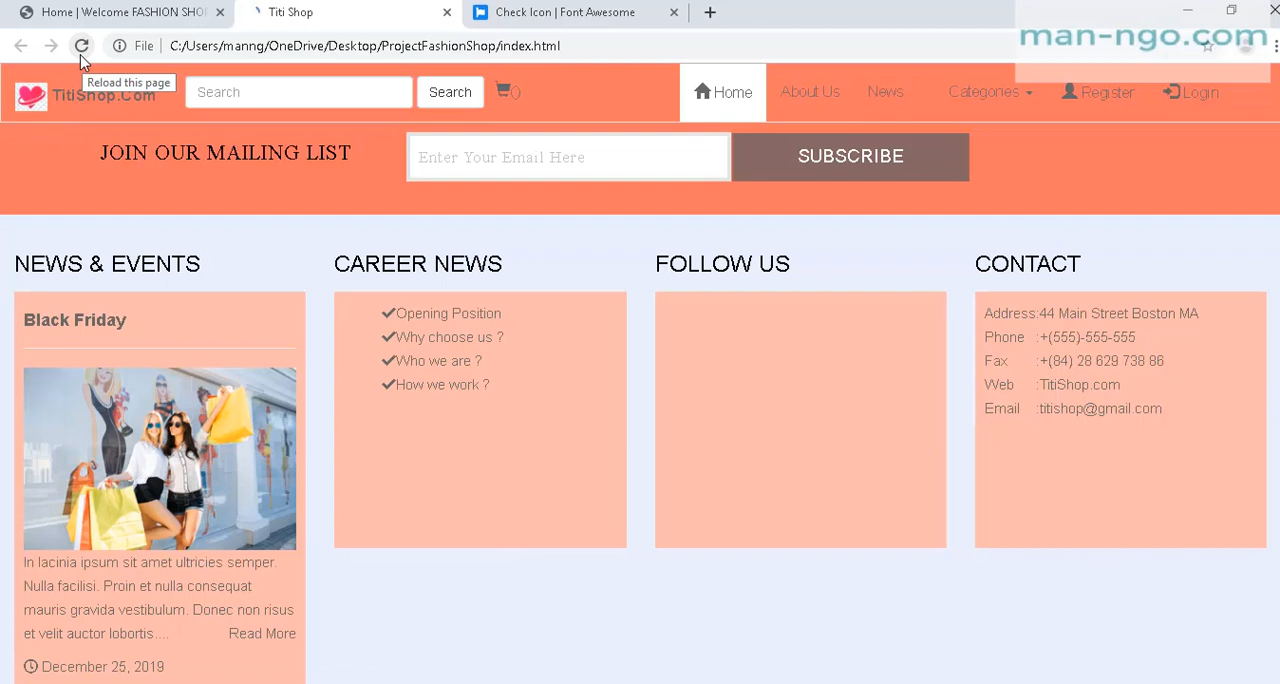 Home | Welcome FASHION SHOP
Titi Shop
Check Icon | Font Awesome
File
C:/Users/manng/OneDrive/Desktop/ProjectFashionShop/index.html
man-ngo.com
Reload this page
TitiShop.Com
Search
Search
0
Home
About Us
News
Categories
Register
Login
JOIN OUR MAILING LIST
Enter Your Email Here
SUBSCRIBE
NEWS & EVENTS
Black Friday
In lacinia ipsum sit amet ultricies semper.
Nulla facilisi. Proin et nulla consequat
mauris gravida vestibulum. Donec non risus
et velit auctor lobortis....
Read More
December 25, 2019
CAREER NEWS
Opening Position
Why choose us ?
Who we are ?
How we work ?
FOLLOW US
CONTACT
Address:44 Main Street Boston MA
Phone :+(555)-555-555
Fax :+(84) 28 629 738 86
Web :TitiShop.com
Email :titishop@gmail.com